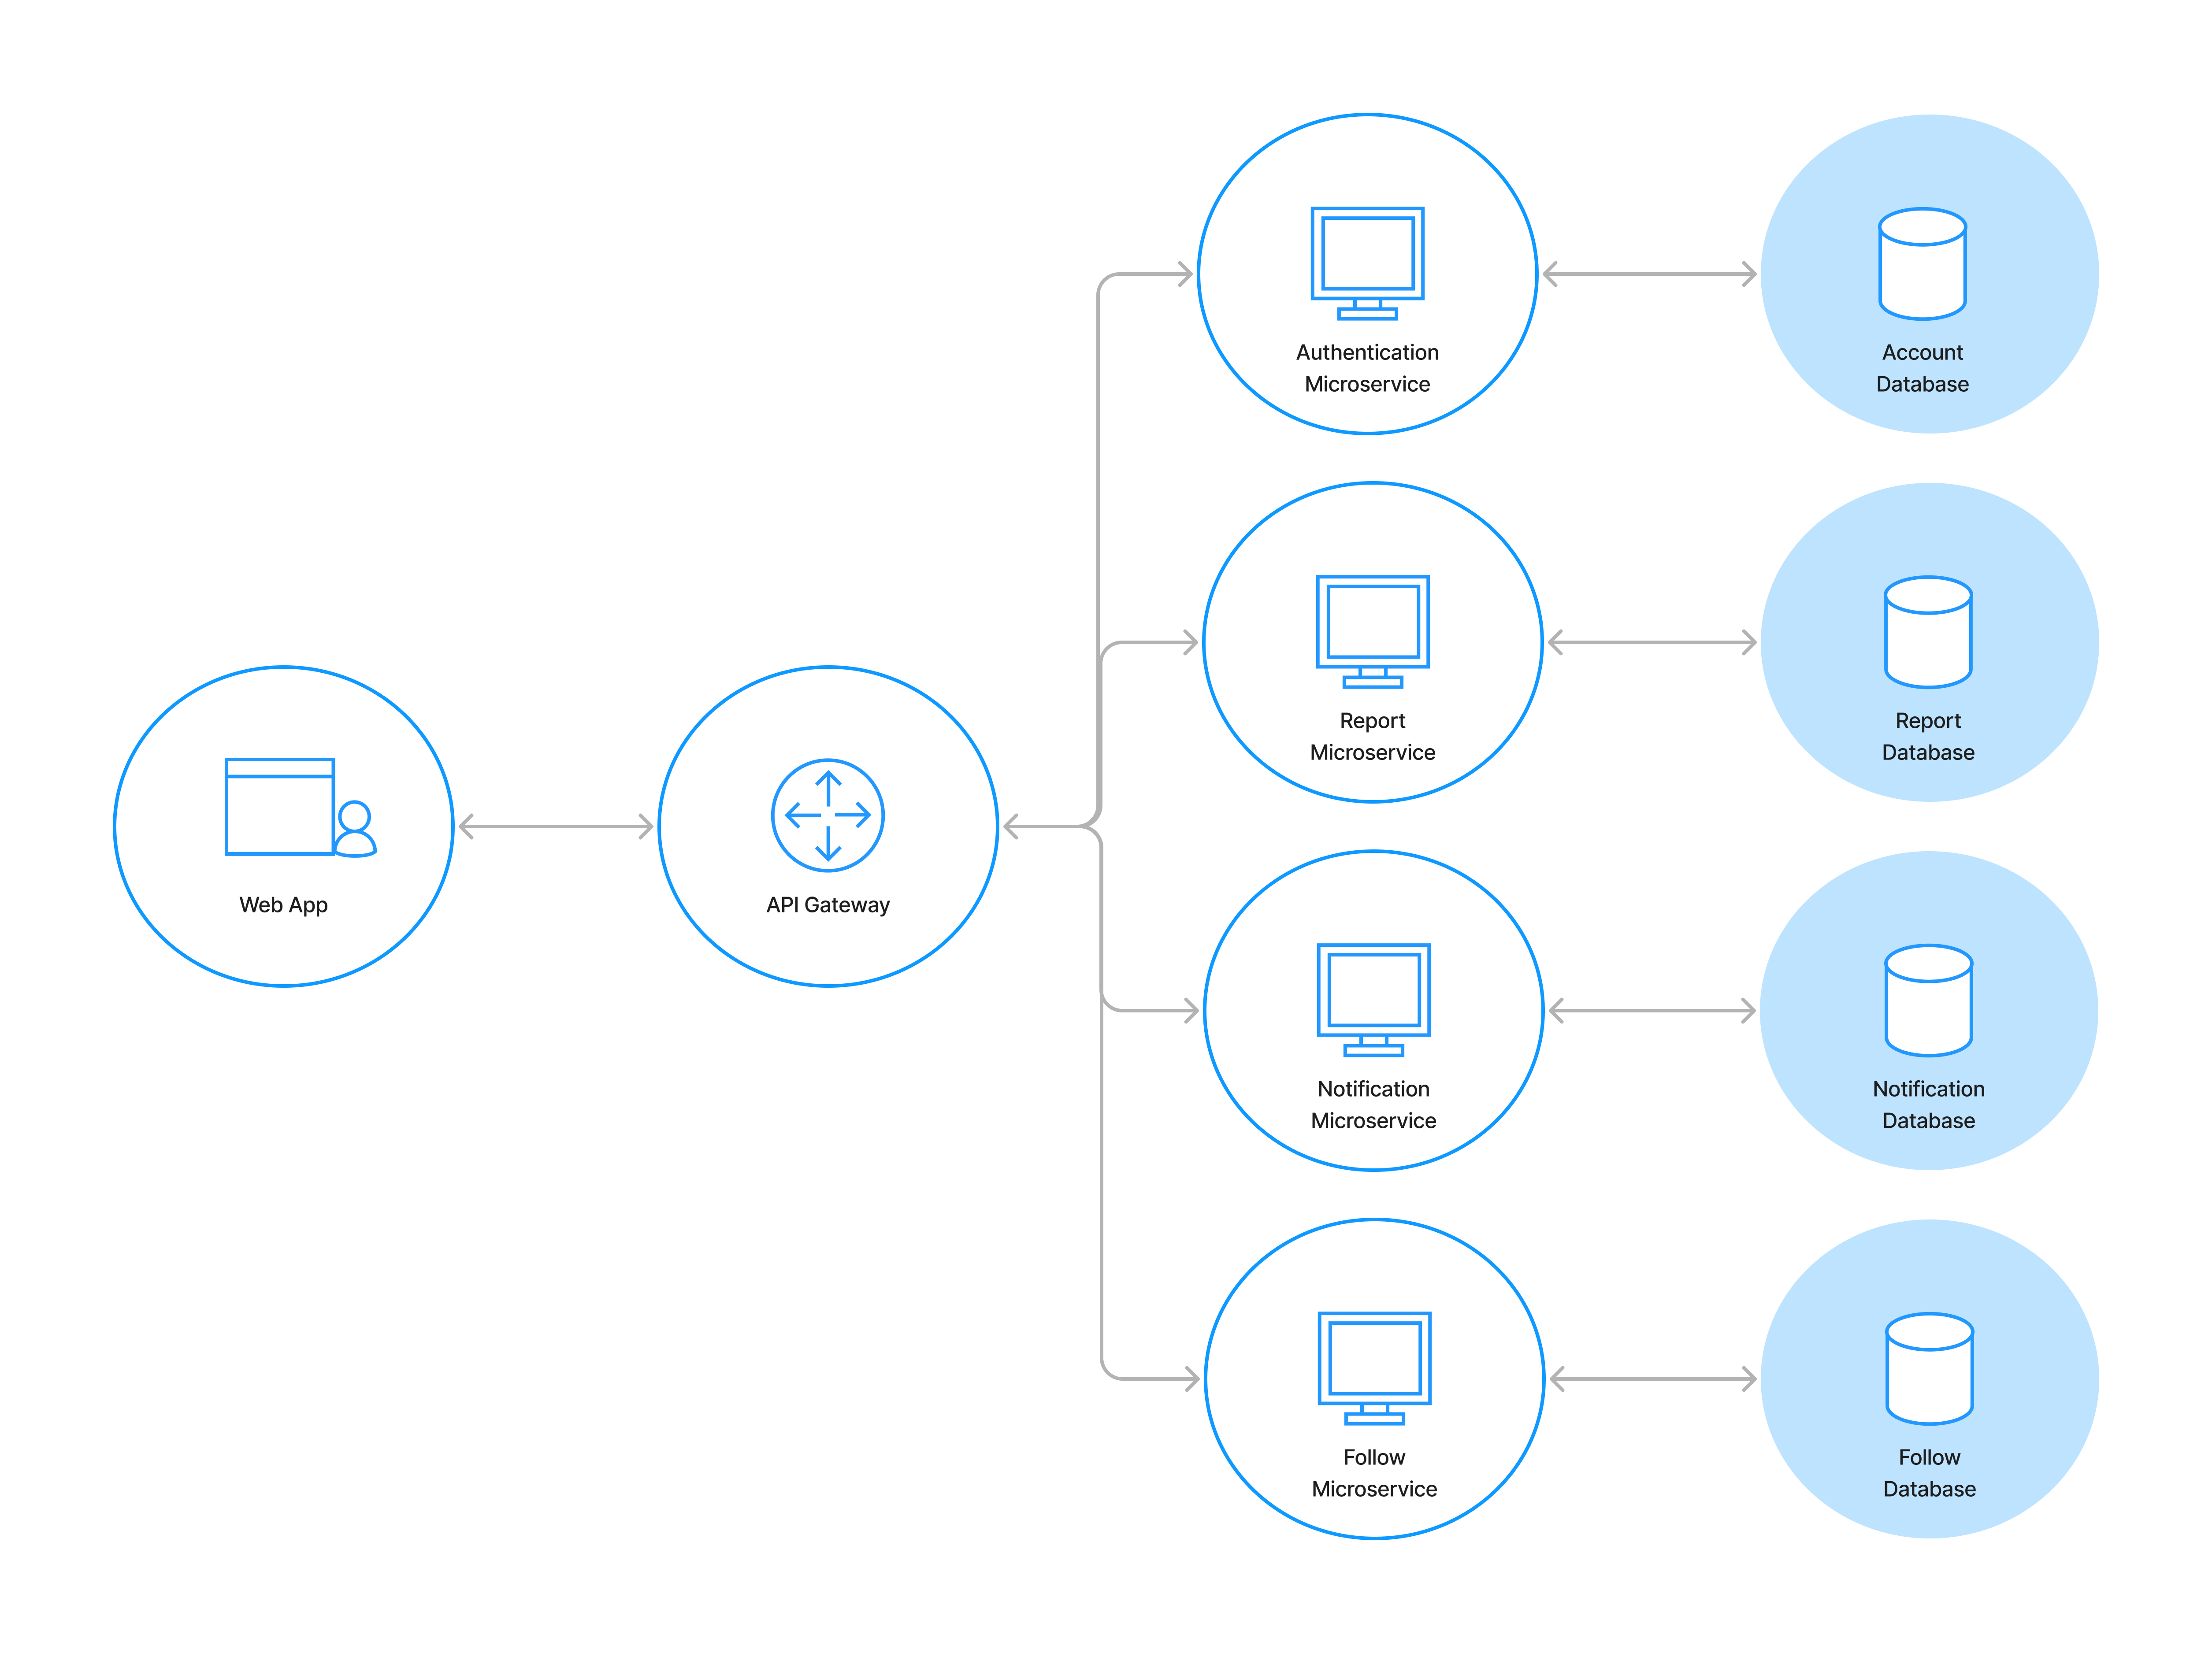 Authentication
Microservice
Account
Database
Report
Microservice
Report
Database
Web App
API Gateway
Notification
Microservice
Notification
Database
Follow
Microservice
Follow
Database